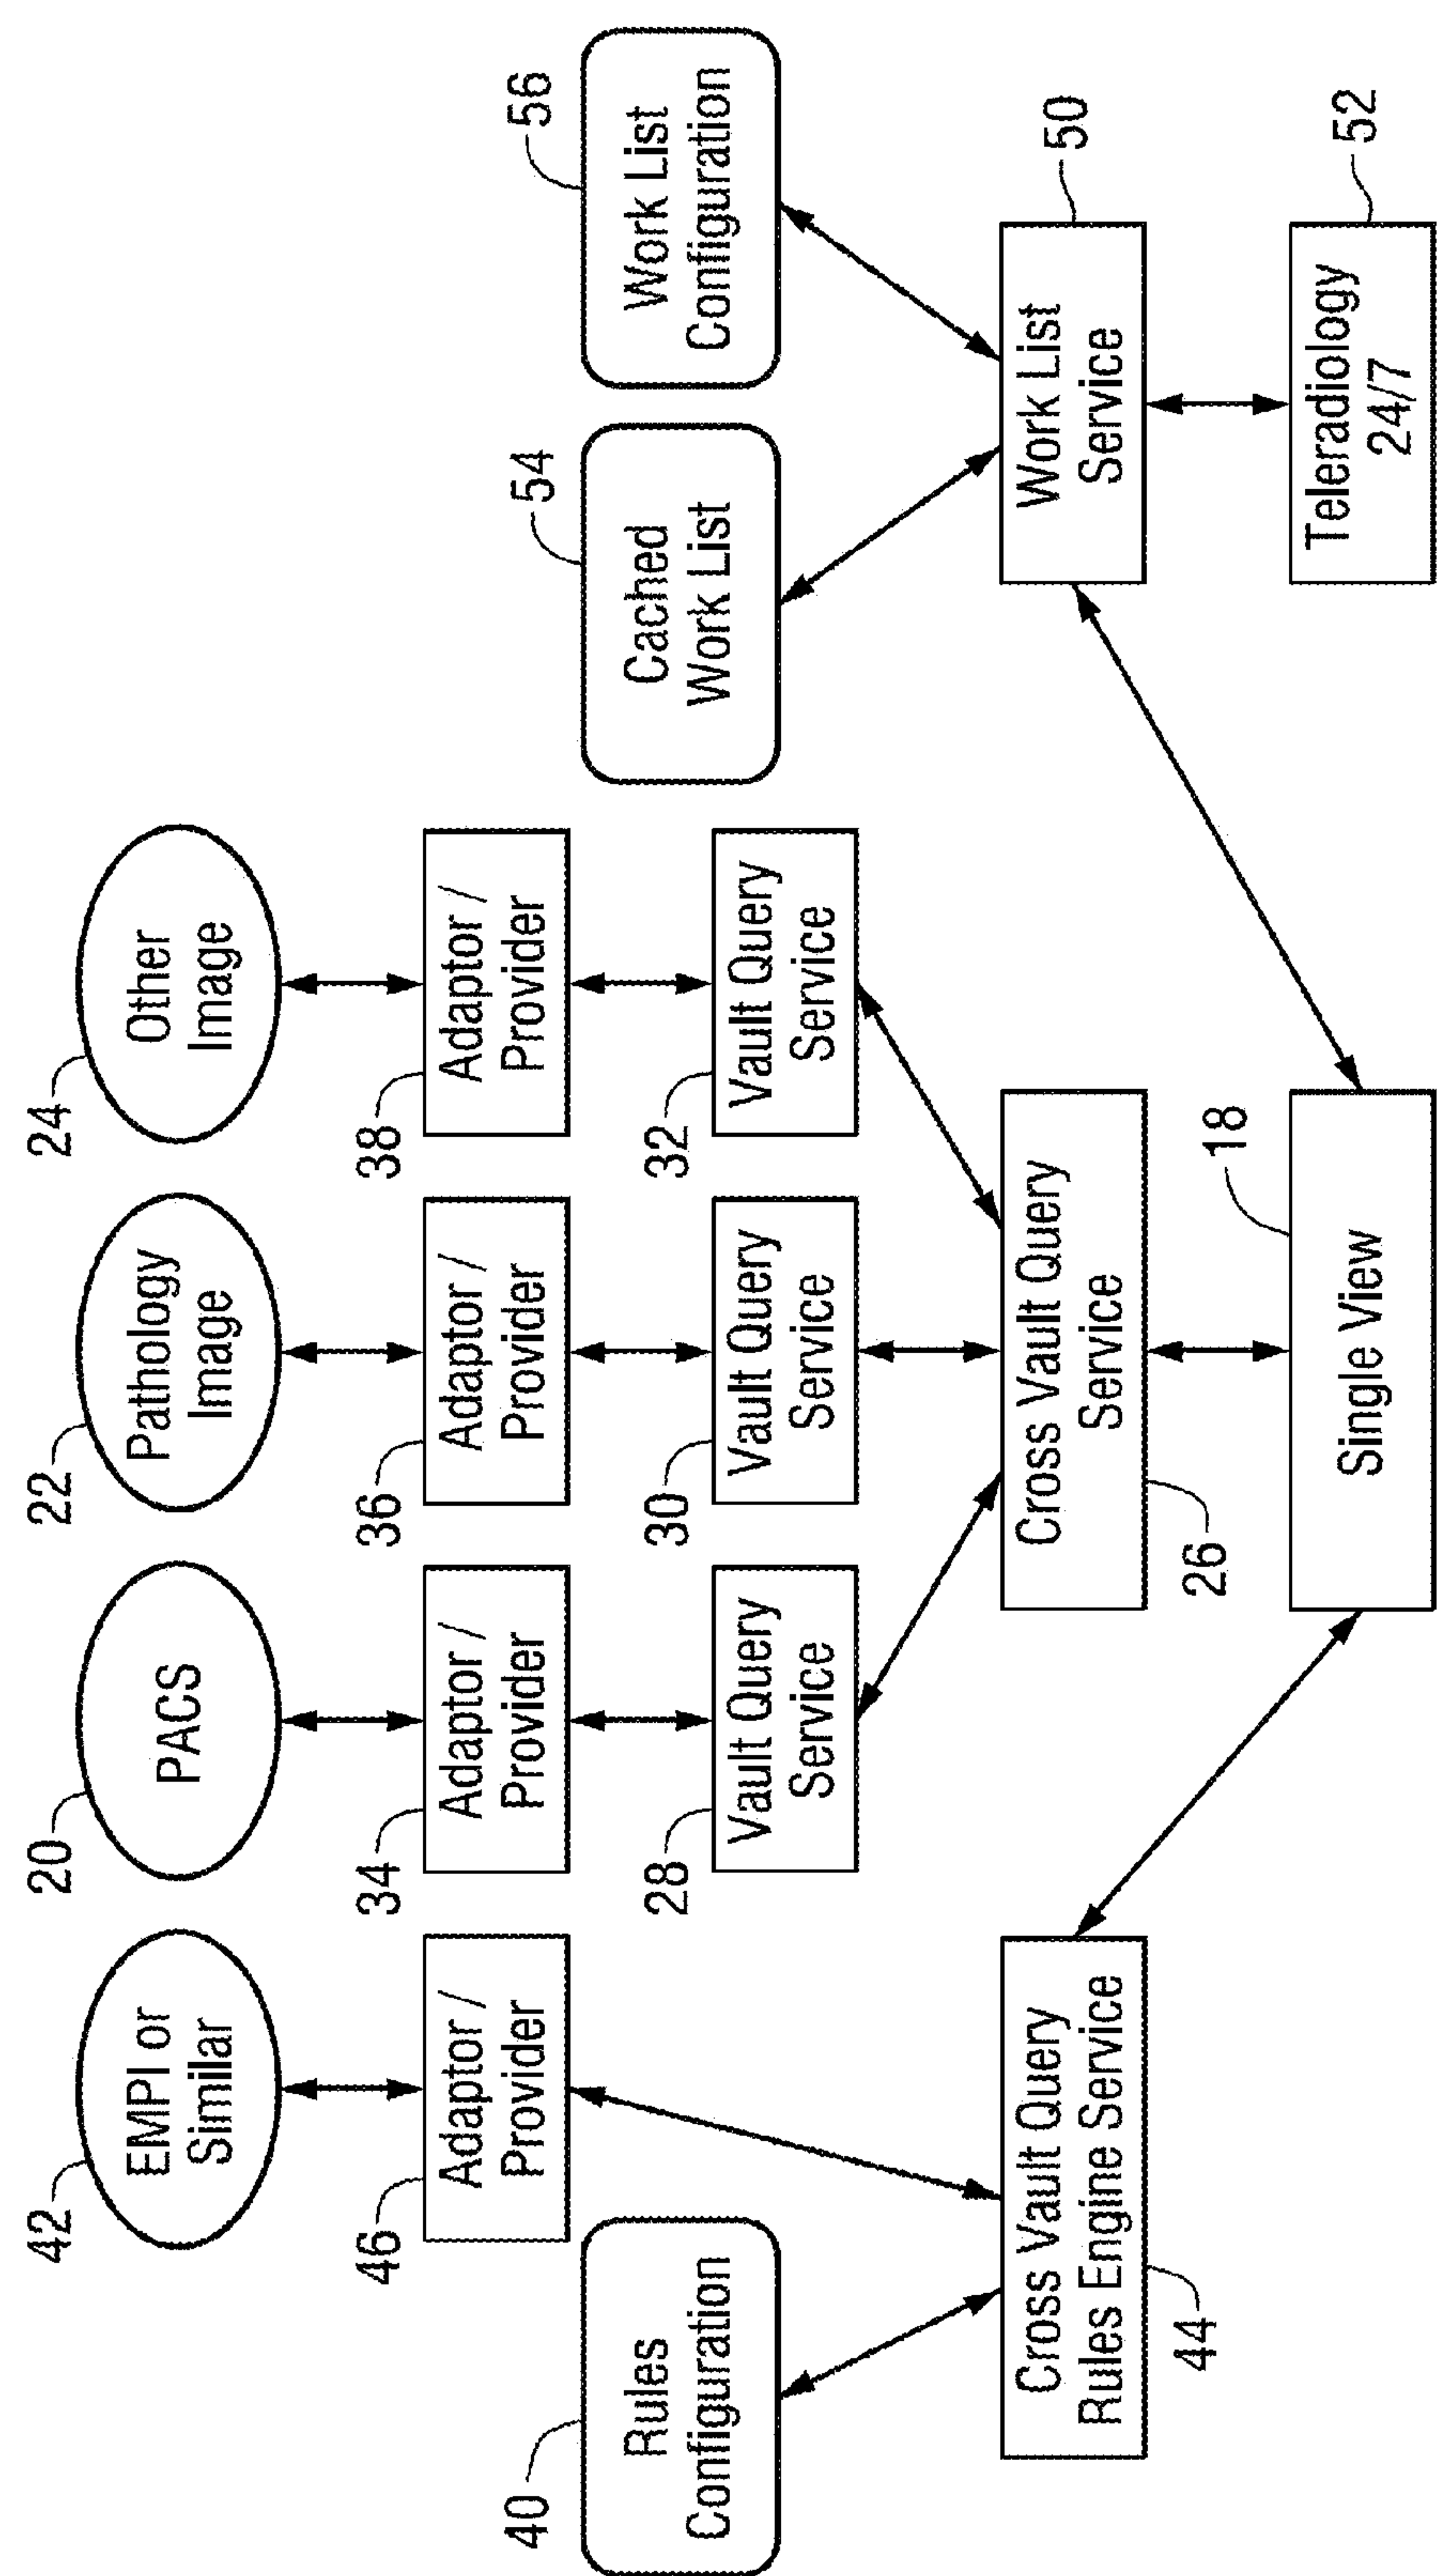 42
EMPI or
Similar
20
PACS
22
Pathology
Image
24
Other
Image
46
Adaptor /
Provider
34
Adaptor /
Provider
36
Adaptor /
Provider
38
Adaptor /
Provider
40
Rules
Configuration
54
Cached
Work List
56
Work List
Configuration
28
Vault Query
Service
30
Vault Query
Service
32
Vault Query
Service
Cross Vault Query
Rules Engine Service
44
Cross Vault Query
Service
26
Work List
Service
50
Single View
18
Teleradiology
24/7
52